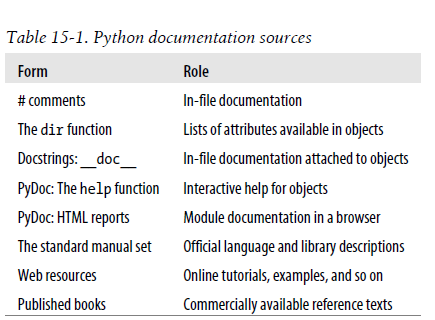 Table 15-1. Python documentation sources
Form Role
# comments In-file documentation
The dir function Lists of attributes available in objects
Docstrings: __doc__ In-file documentation attached to objects
PyDoc: The help function Interactive help for objects
PyDoc: HTML reports Module documentation in a browser
The standard manual set Official language and library descriptions
Web resources Online tutorials, examples, and so on
Published books Commercially available reference texts